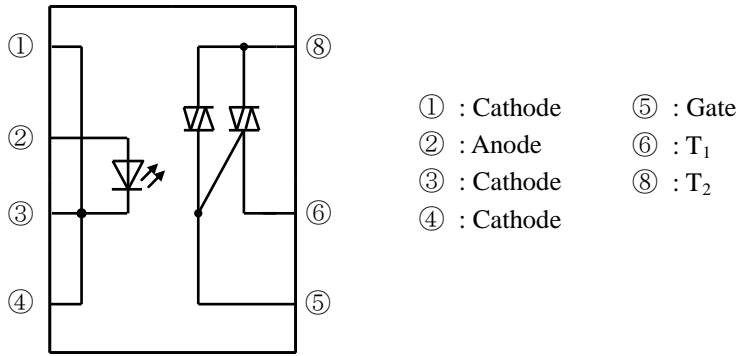 ①
②
③
④
⑧
⑥
⑤
① : Cathode
② : Anode
③ : Cathode
④ : Cathode
⑤ : Gate
⑥ : T₁
⑧ : T₂